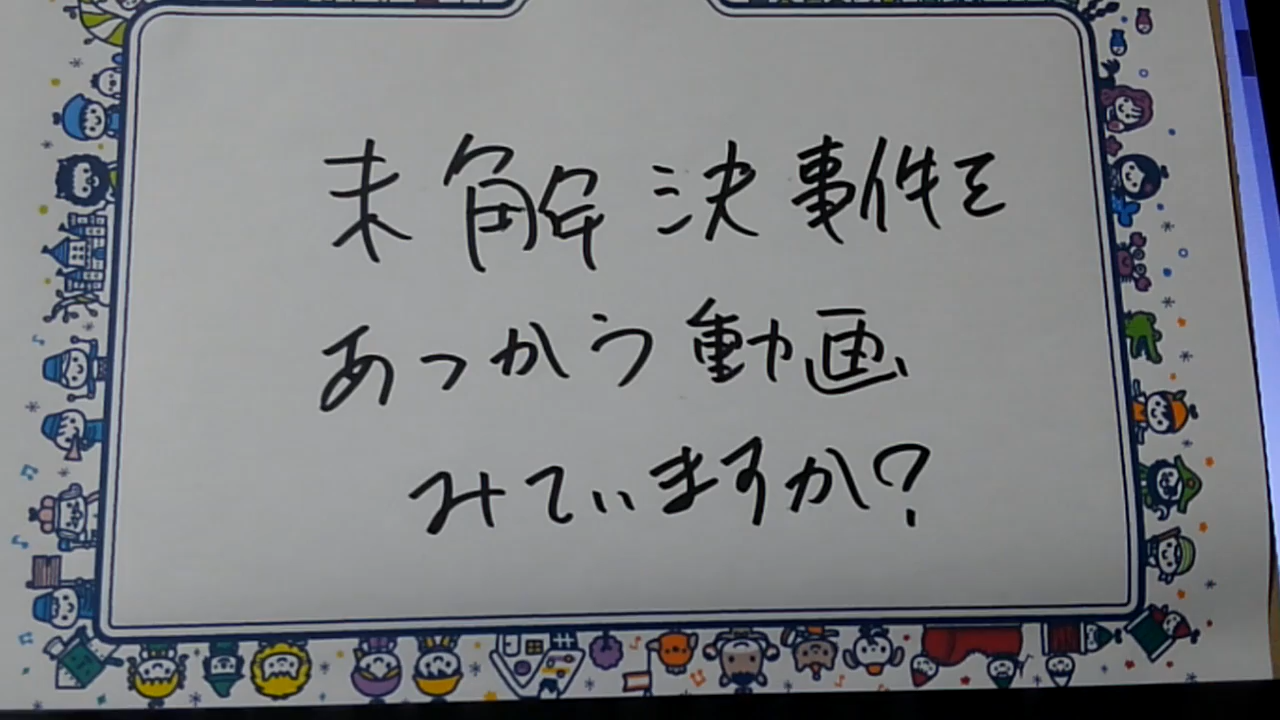 未解決事件を
あつかう動画
みていますか?